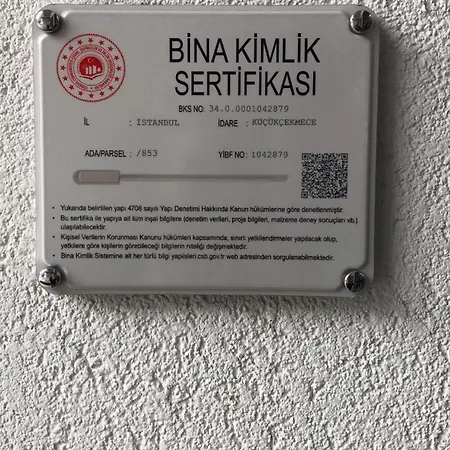 BİNA KİMLİK
SERTİFİKASI
BKS NO: 34.0.0001042879
İL : İSTANBUL İDARE : KÜÇÜKÇEKMECE
ADA/PARSEL : /853 YİBF NO : 1042879
• Yukarıda belirtilen yapı 4708 sayılı Yapı Denetimi Hakkında Kanun hükümlerine göre denetlenmiştir.
• Bu sertifika ile yapıya ait tüm inşai bilgilere (denetim verileri, proje bilgileri, malzeme deney sonuçları vb.)
ulaşılabilecektir.
• Kişisel Verilerin Korunması Kanunu hükümleri kapsamında, sınırlı yetkilendirmeler yapılacak olup,
yetkilere göre kişilerin görebileceği bilgilerin niteliği değişmektedir.
• Bina Kimlik Sistemine ait her türlü bilgi yapiisleri.csb.gov.tr web adresinden sorgulanabilmektedir.